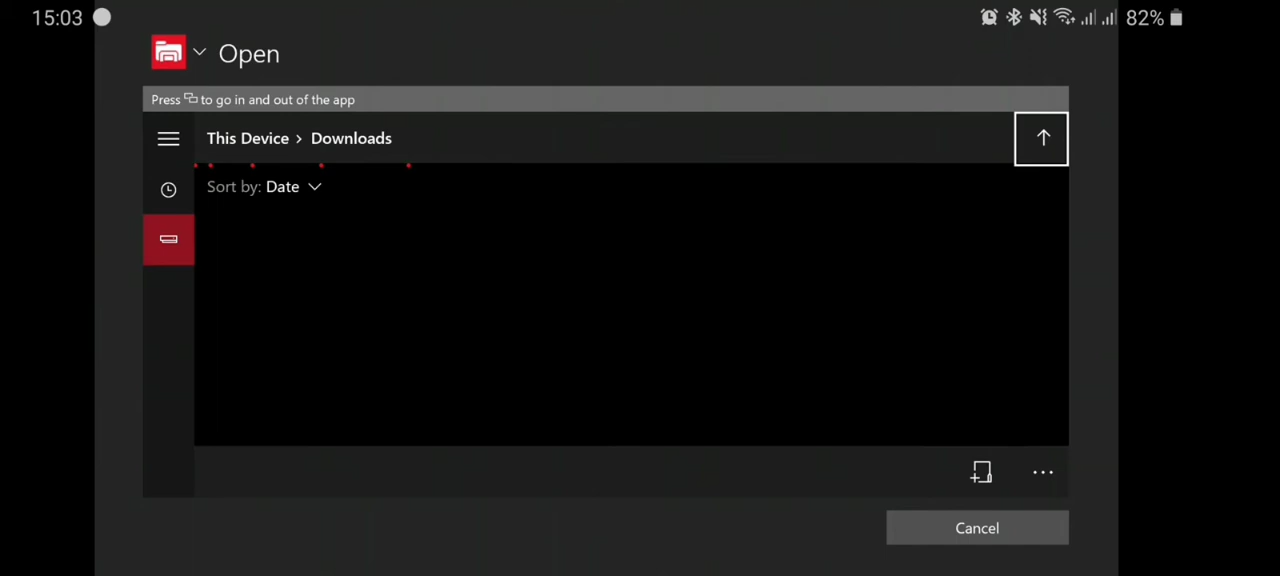 15:03
82%
Open
Press to go in and out of the app
This Device > Downloads
Sort by: Date
Cancel